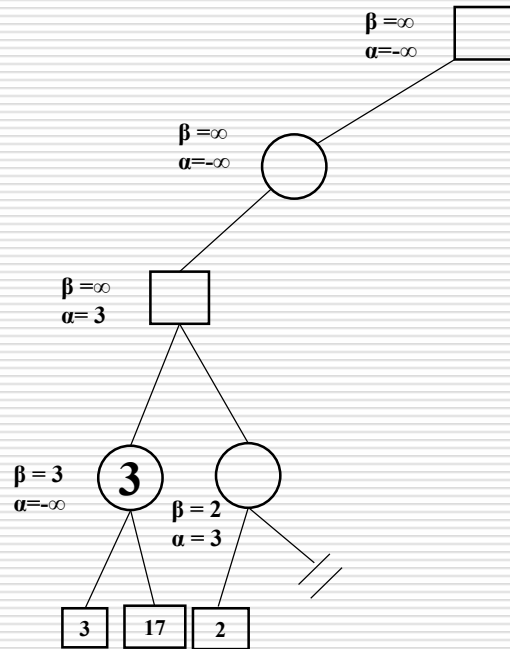 β =∞
α=-∞
β =∞
α=-∞
β =∞
α= 3
β = 3
α=-∞
3
β = 2
α = 3
3
17
2